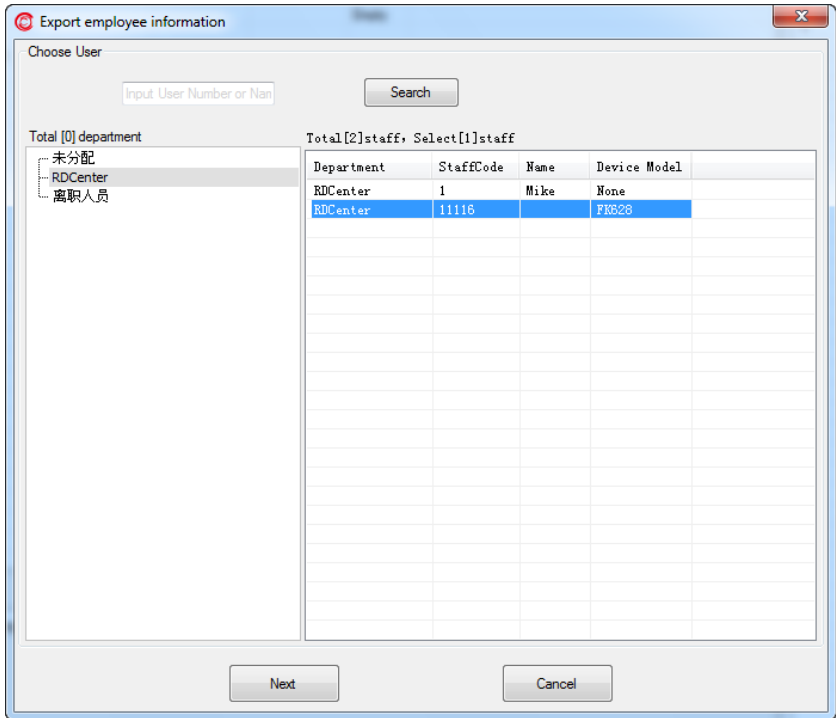 Export employee information
Choose User
Input User Number or Nan
Search
Total [0] department
未分配
RDCenter
离职人员
Total[2]staff, Select[1]staff
Department StaffCode Name Device Model
RDCenter 1 Mike None
RDCenter 11116 FK628
Next Cancel